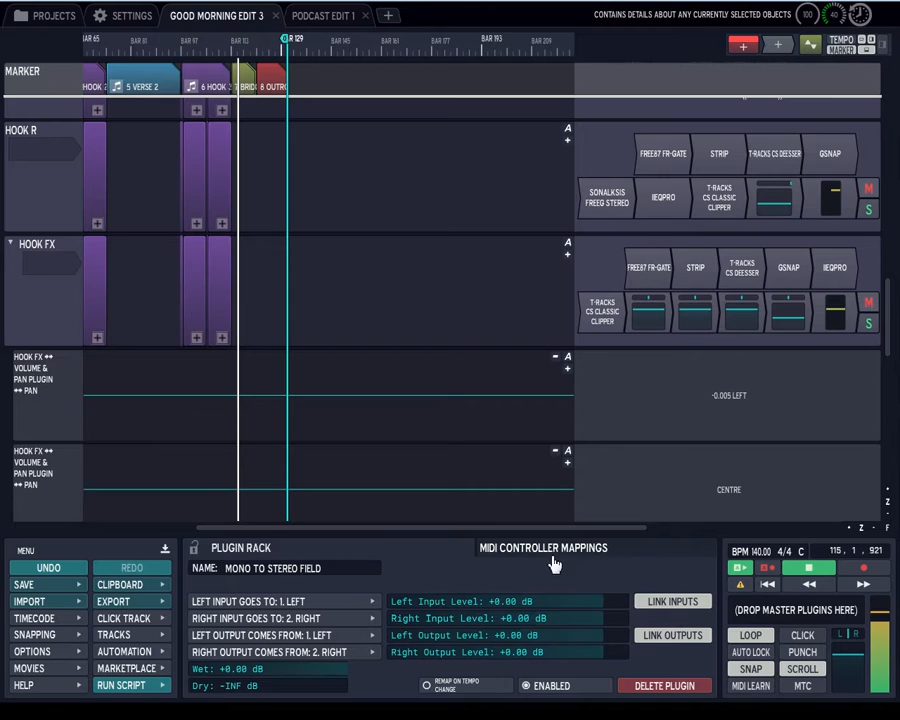 PROJECTS
SETTINGS
GOOD MORNING EDIT 3
PODCAST EDIT 1
CONTAINS DETAILS ABOUT ANY CURRENTLY SELECTED OBJECTS
100
40
BAR 65
BAR 81
BAR 97
BAR 113
BAR 129
BAR 145
BAR 161
BAR 177
BAR 193
BAR 209
TEMPO
MARKER
MARKER
HOOK 2
5 VERSE 2
6 HOOK 3
7 BRIDG
8 OUTRO
HOOK R
A
FREE87 FR-GATE
STRIP
T-RACKS CS DEESSER
GSNAP
SONALKSIS
FREEG STEREO
IIEQPRO
T-RACKS
CS CLASSIC
CLIPPER
M
S
HOOK FX
A
FREE87 FR-GATE
STRIP
T-RACKS
CS DEESSER
GSNAP
IIEQPRO
T-RACKS
CS CLASSIC
CLIPPER
M
S
HOOK FX ↔
VOLUME &
PAN PLUGIN
↔ PAN
A
-0.005 LEFT
HOOK FX ↔
VOLUME &
PAN PLUGIN
↔ PAN
A
CENTRE
Z
Z
F
MENU
UNDO
REDO
SAVE
CLIPBOARD
IMPORT
EXPORT
TIMECODE
CLICK TRACK
SNAPPING
TRACKS
OPTIONS
AUTOMATION
MOVIES
MARKETPLACE
HELP
RUN SCRIPT
PLUGIN RACK
MIDI CONTROLLER MAPPINGS
NAME: MONO TO STEREO FIELD
LEFT INPUT GOES TO: 1. LEFT
Left Input Level: +0.00 dB
LINK INPUTS
RIGHT INPUT GOES TO: 2. RIGHT
Right Input Level: +0.00 dB
LEFT OUTPUT COMES FROM: 1. LEFT
Left Output Level: +0.00 dB
LINK OUTPUTS
RIGHT OUTPUT COMES FROM: 2. RIGHT
Right Output Level: +0.00 dB
Wet: +0.00 dB
Dry: -INF dB
REMAP ON TEMPO
CHANGE
ENABLED
DELETE PLUGIN
BPM 140.00 4/4 C
115, 1, 921
A
A
(DROP MASTER PLUGINS HERE)
LOOP
CLICK
AUTO LOCK
PUNCH
SNAP
SCROLL
MIDI LEARN
MTC
L R